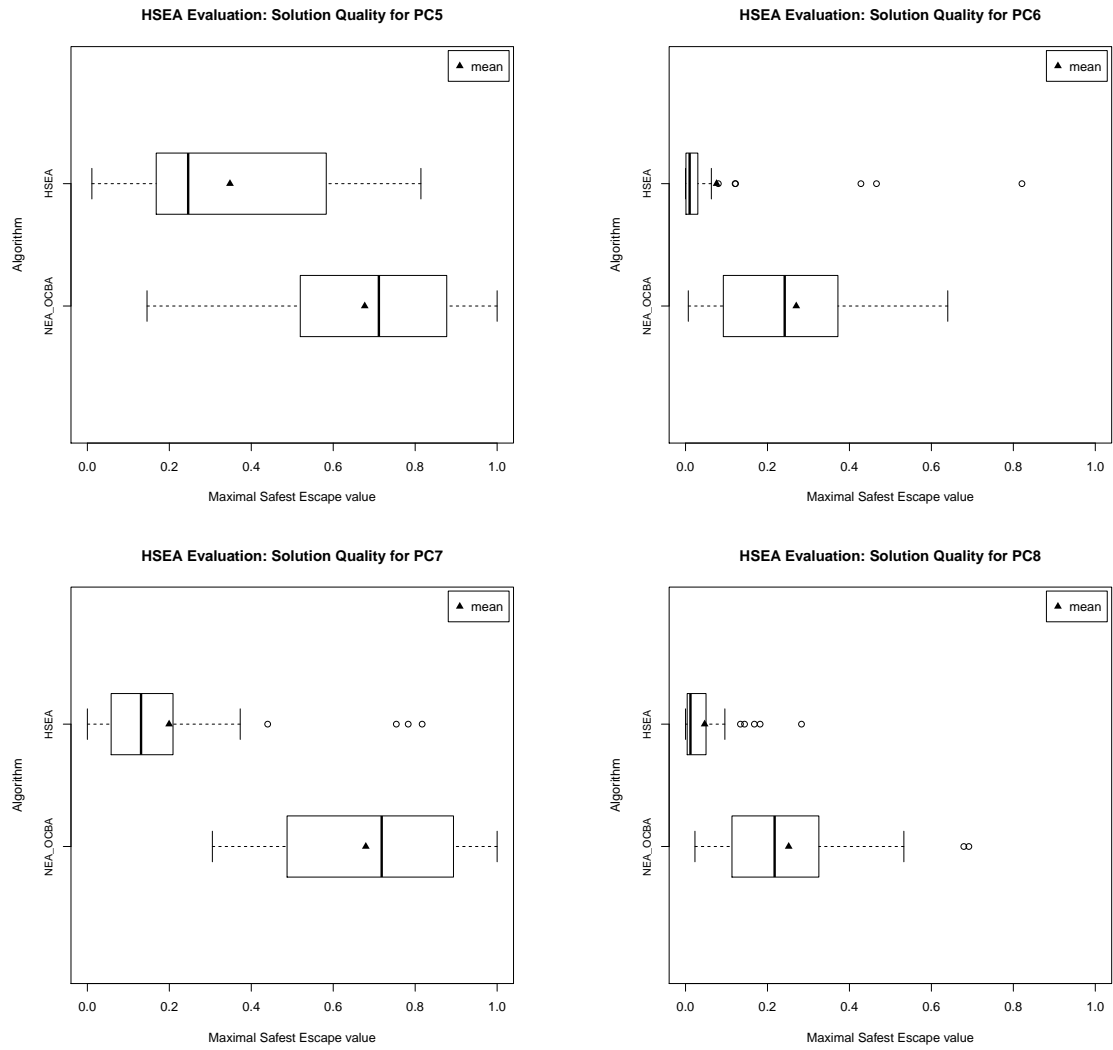 HSEA Evaluation: Solution Quality for PC5
mean
HSEA
NEA_OCBA
Algorithm
0.0 0.2 0.4 0.6 0.8 1.0
Maximal Safest Escape value
HSEA Evaluation: Solution Quality for PC6
mean
HSEA
NEA_OCBA
Algorithm
0.0 0.2 0.4 0.6 0.8 1.0
Maximal Safest Escape value
HSEA Evaluation: Solution Quality for PC7
mean
HSEA
NEA_OCBA
Algorithm
0.0 0.2 0.4 0.6 0.8 1.0
Maximal Safest Escape value
HSEA Evaluation: Solution Quality for PC8
mean
HSEA
NEA_OCBA
Algorithm
0.0 0.2 0.4 0.6 0.8 1.0
Maximal Safest Escape value